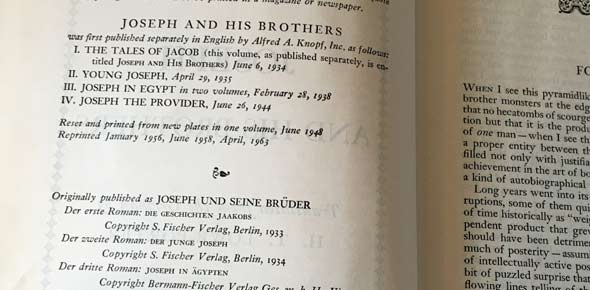 in a magazine or newspaper.
JOSEPH AND HIS BROTHERS
was first published separately in English by Alfred A. Knopf, Inc. as follows:
I. THE TALES OF JACOB (this volume, as published separately, is en-
titled JOSEPH AND HIS BROTHERS) June 6, 1934
II. YOUNG JOSEPH, April 29, 1935
III. JOSEPH IN EGYPT in two volumes, February 28, 1938
IV. JOSEPH THE PROVIDER, June 26, 1944
Reset and printed from new plates in one volume, June 1948
Reprinted January 1956, June 1958, April, 1963
Originally published as JOSEPH UND SEINE BRÜDER
Der erste Roman: DIE GESCHICHTEN JAAKOBS
Copyright S. Fischer Verlag, Berlin, 1933
Der zweite Roman: DER JUNGE JOSEPH
Copyright S. Fischer Verlag, Berlin, 1934
Der dritte Roman: JOSEPH IN ÄGYPTEN
Copyright Bermann-Fischer Verlag
FO
WHEN I see this pyramidlik
brother monsters at the edg
that no hecatombs of scourge
tion but that it is the produ
of one man—when I see th
a proper entity between th
filled not only with justifia
achievement in the art of bo
a kind of autobiographical
Long years went into its
ruptions, some of them qui
of time historically as "wei
pendent product that grev
should have been detrimen
much of posterity—assum
of intellectually active pos
bit of puzzled surprise that
flowing lines telling of the